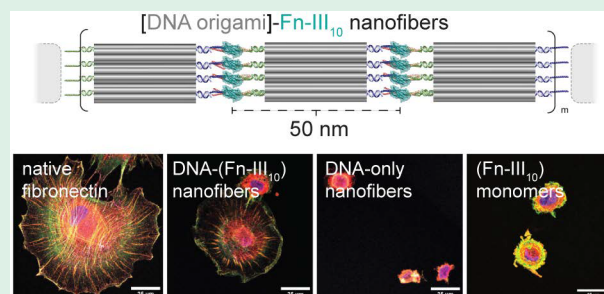 [DNA origami]-Fn-III10 nanofibers
m
50 nm
native
fibronectin
DNA-(Fn-III10)
nanofibers
DNA-only
nanofibers
(Fn-III10)
monomers